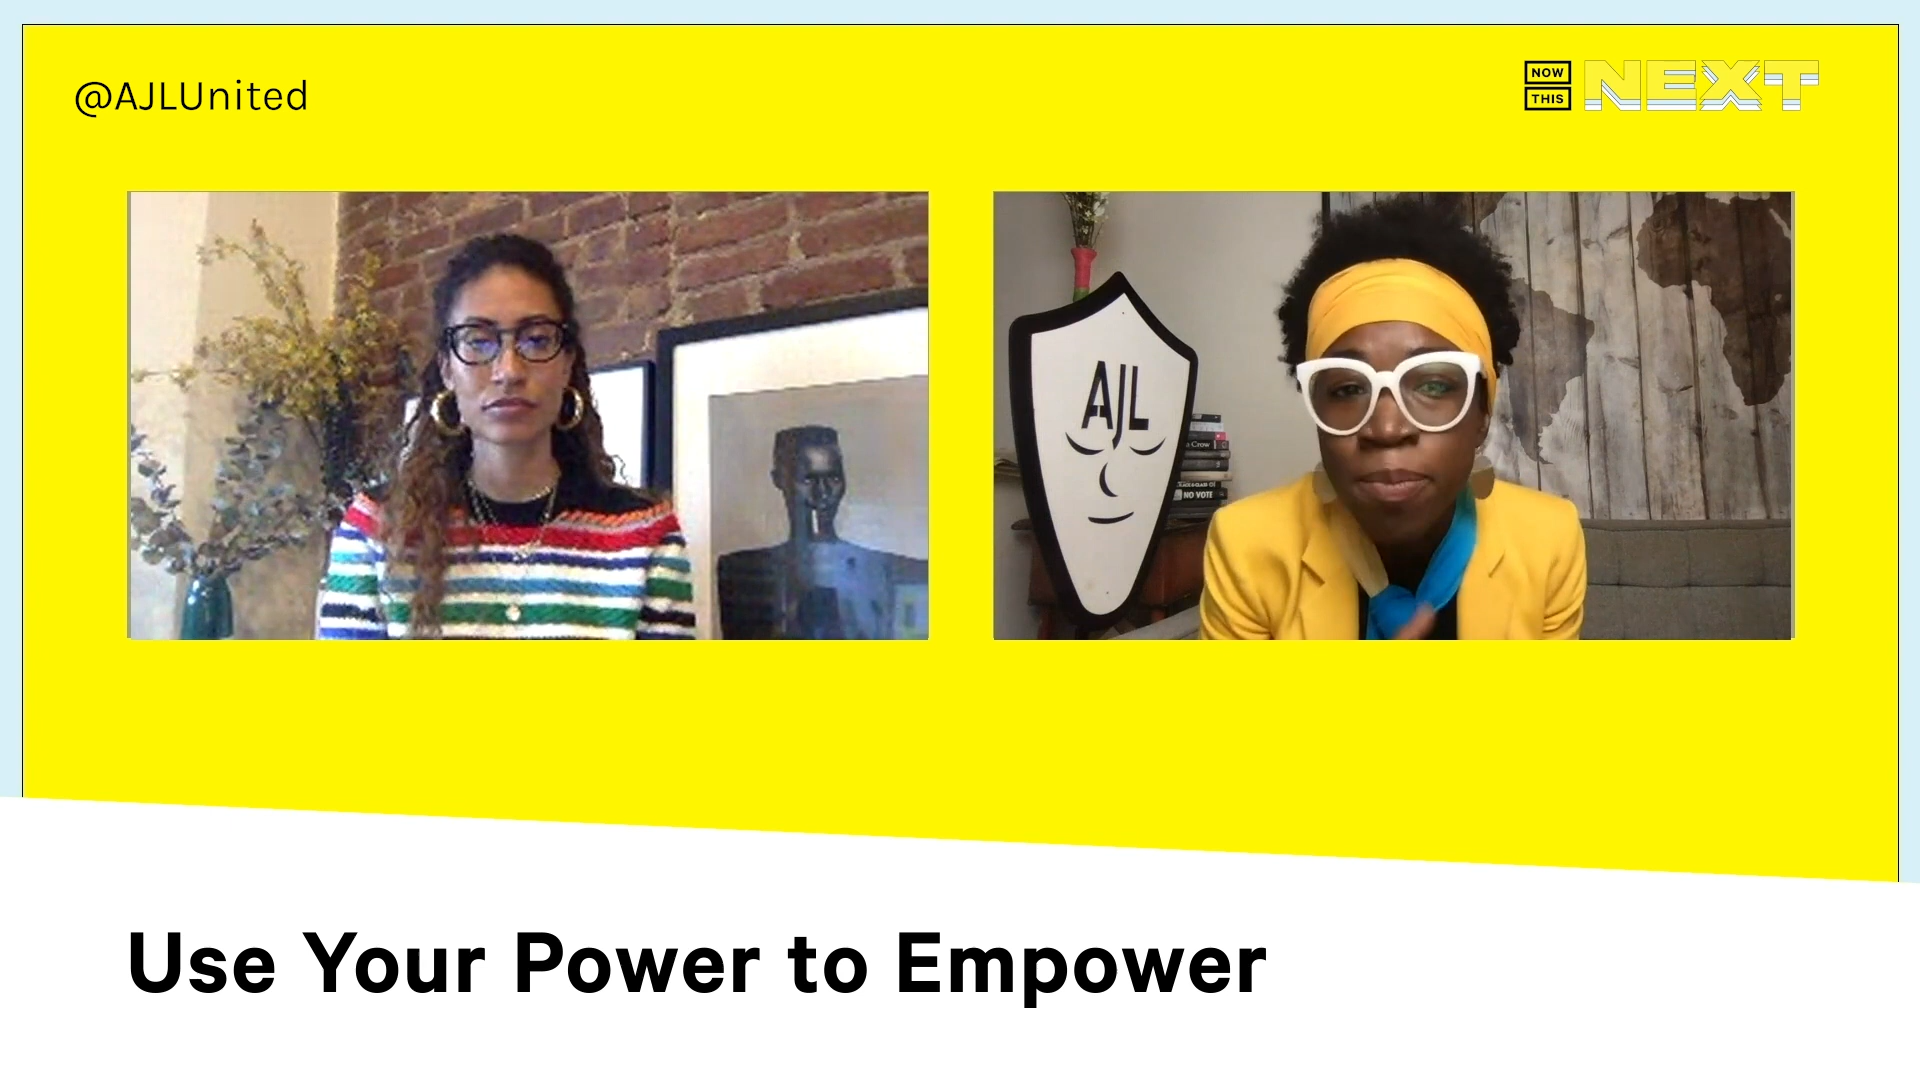 @AJLUnited
NOW
THIS
NEXT
AJL
Crow
NO VOTE
Use Your Power to Empower